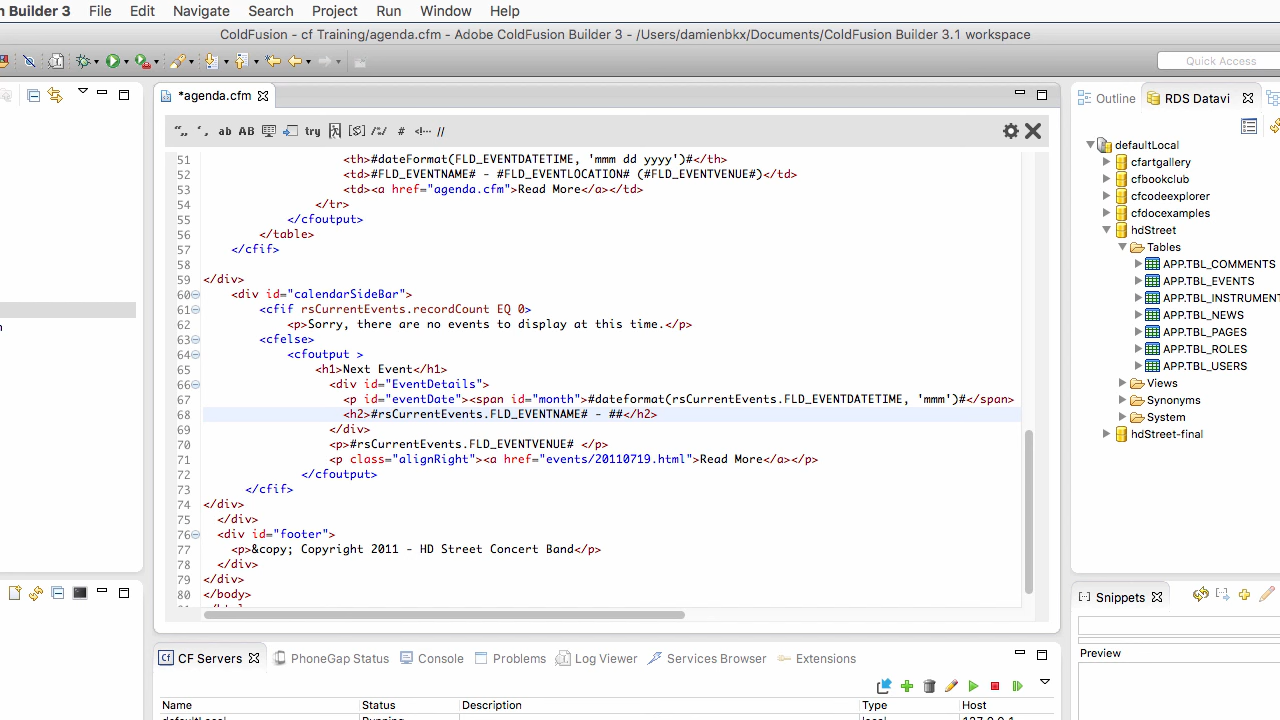 n Builder 3 File Edit Navigate Search Project Run Window Help
ColdFusion - cf Training/agenda.cfm - Adobe ColdFusion Builder 3 - /Users/damienbkx/Documents/ColdFusion Builder 3.1 workspace
Quick Access
*agenda.cfm
Outline RDS Datavi
ab AB try # //
51 <th>#dateFormat(FLD_EVENTDATETIME, 'mmm dd yyyy')#</th>
52 <td>#FLD_EVENTNAME# - #FLD_EVENTLOCATION# (#FLD_EVENTVENUE#)</td>
53 <td><a href="agenda.cfm">Read More</a></td>
54 </tr>
55 </cfoutput>
56 </table>
57 </cfif>
58
59 </div>
60 <div id="calendarSideBar">
61 <cfif rsCurrentEvents.recordCount EQ 0>
62 <p>Sorry, there are no events to display at this time.</p>
63 <cfelse>
64 <cfoutput >
65 <h1>Next Event</h1>
66 <div id="EventDetails">
67 <p id="eventDate"><span id="month">#dateformat(rsCurrentEvents.FLD_EVENTDATETIME, 'mmm')#</span>
68 <h2>#rsCurrentEvents.FLD_EVENTNAME# - ##</h2>
69 </div>
70 <p>#rsCurrentEvents.FLD_EVENTVENUE# </p>
71 <p class="alignRight"><a href="events/20110719.html">Read More</a></p>
72 </cfoutput>
73 </cfif>
74 </div>
75 </div>
76 <div id="footer">
77 <p>&copy; Copyright 2011 - HD Street Concert Band</p>
78 </div>
79 </div>
80 </body>
defaultLocal
cfartgallery
cfbookclub
cfcodeexplorer
cfdocexamples
hdStreet
Tables
APP.TBL_COMMENTS
APP.TBL_EVENTS
APP.TBL_INSTRUMENT
APP.TBL_NEWS
APP.TBL_PAGES
APP.TBL_ROLES
APP.TBL_USERS
Views
Synonyms
System
hdStreet-final
Snippets
Preview
CF Servers PhoneGap Status Console Problems Log Viewer Services Browser Extensions
Name Status Description Type Host